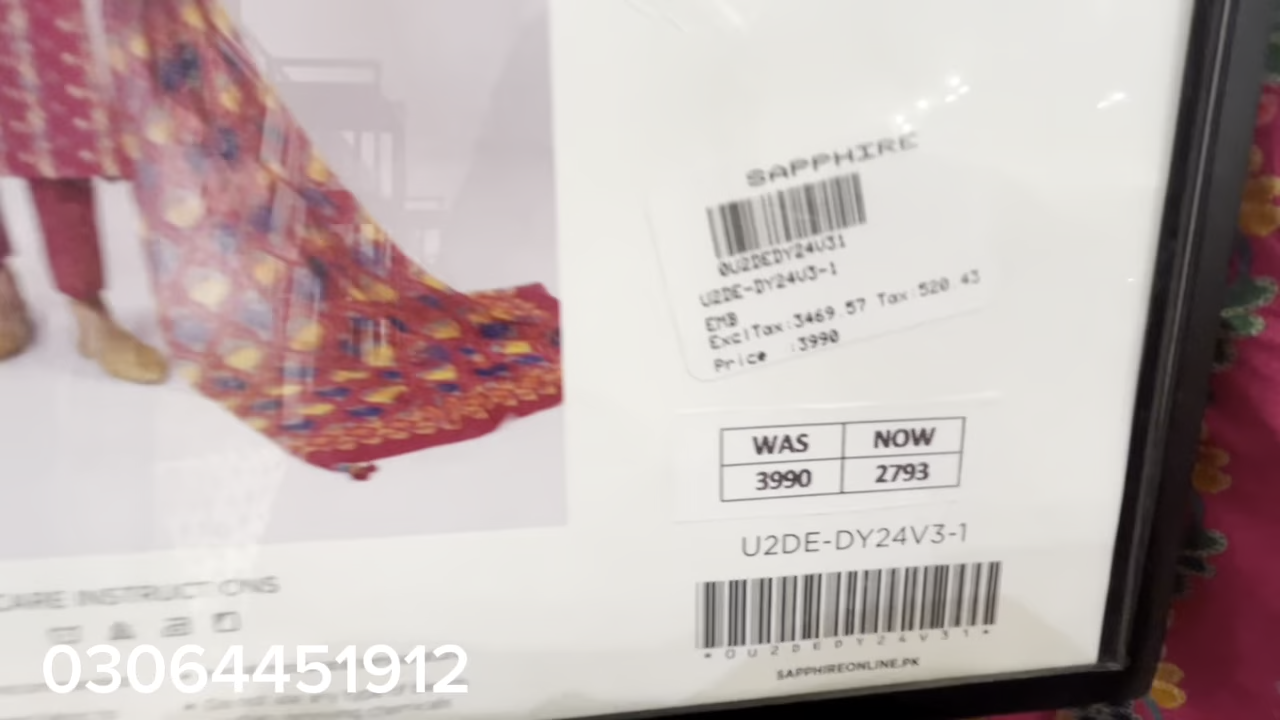 SAPPHIRE
0U2DEDY24V31
U2DE-DY24V3-1
EMB
ExclTax:3469.57 Tax:520.43
Price :3990
WAS NOW
3990 2793
U2DE-DY24V3-1
*0U2DEDY24V31*
SAPPHIREONLINE.PK
CARE INSTRUCTIONS
03064451912